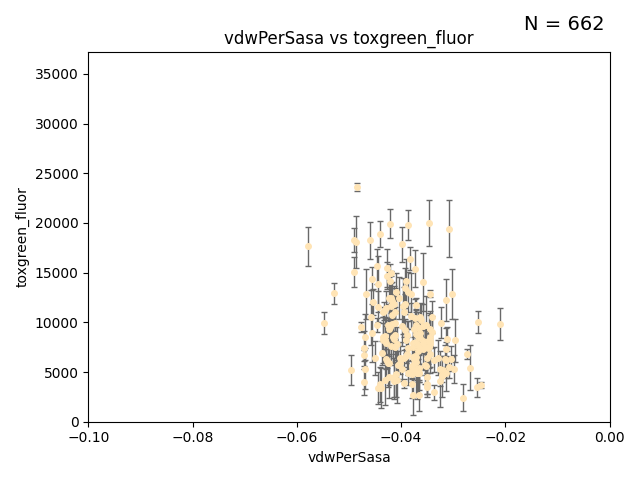 N = 662
vdwPerSasa vs toxgreen_fluor
toxgreen_fluor
35000
30000
25000
20000
15000
10000
5000
0
−0.10 −0.08 −0.06 −0.04 −0.02 0.00
vdwPerSasa